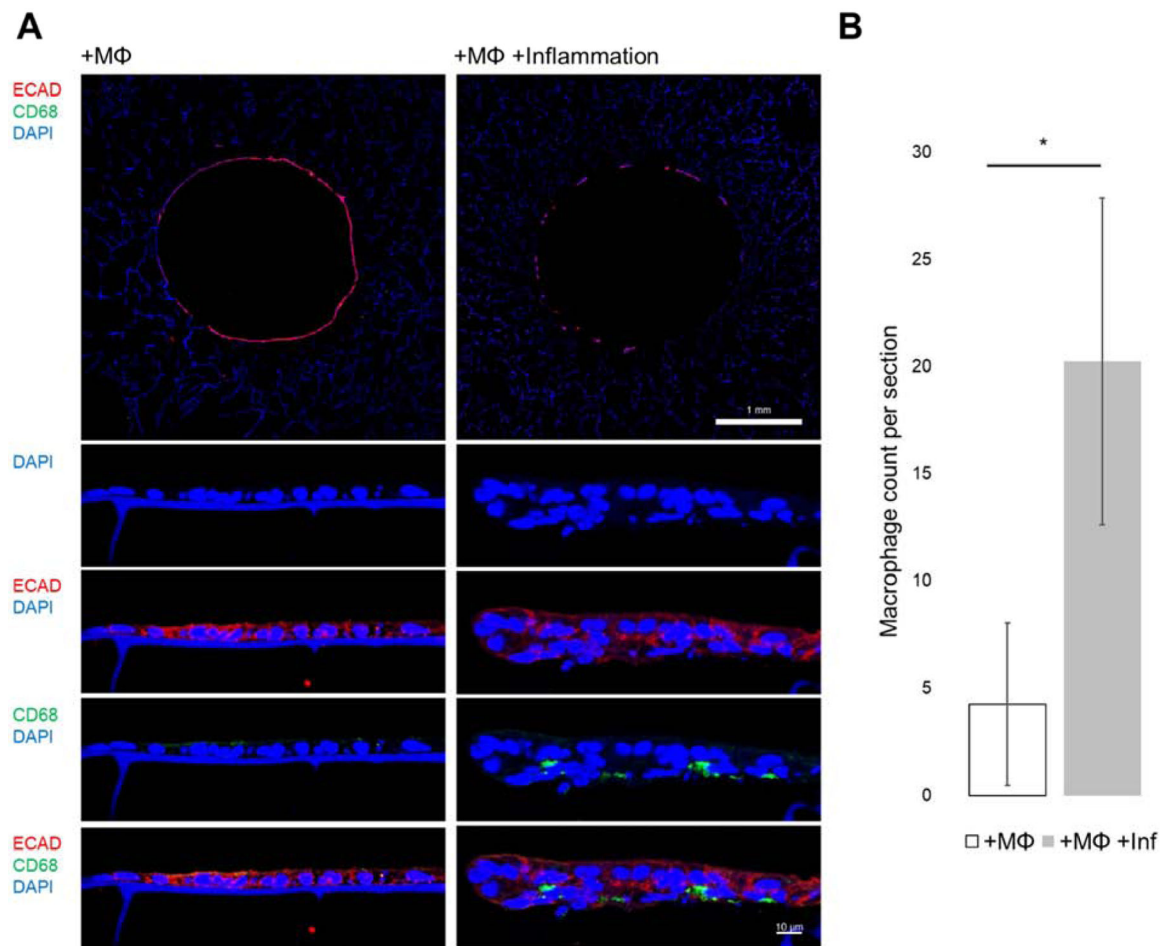 A
B
+MΦ
+MΦ +Inflammation
ECAD
CD68
DAPI
1 mm
DAPI
ECAD
DAPI
CD68
DAPI
ECAD
CD68
DAPI
10 µm
*
30
25
20
15
10
5
0
Macrophage count per section
+MΦ +MΦ +Inf